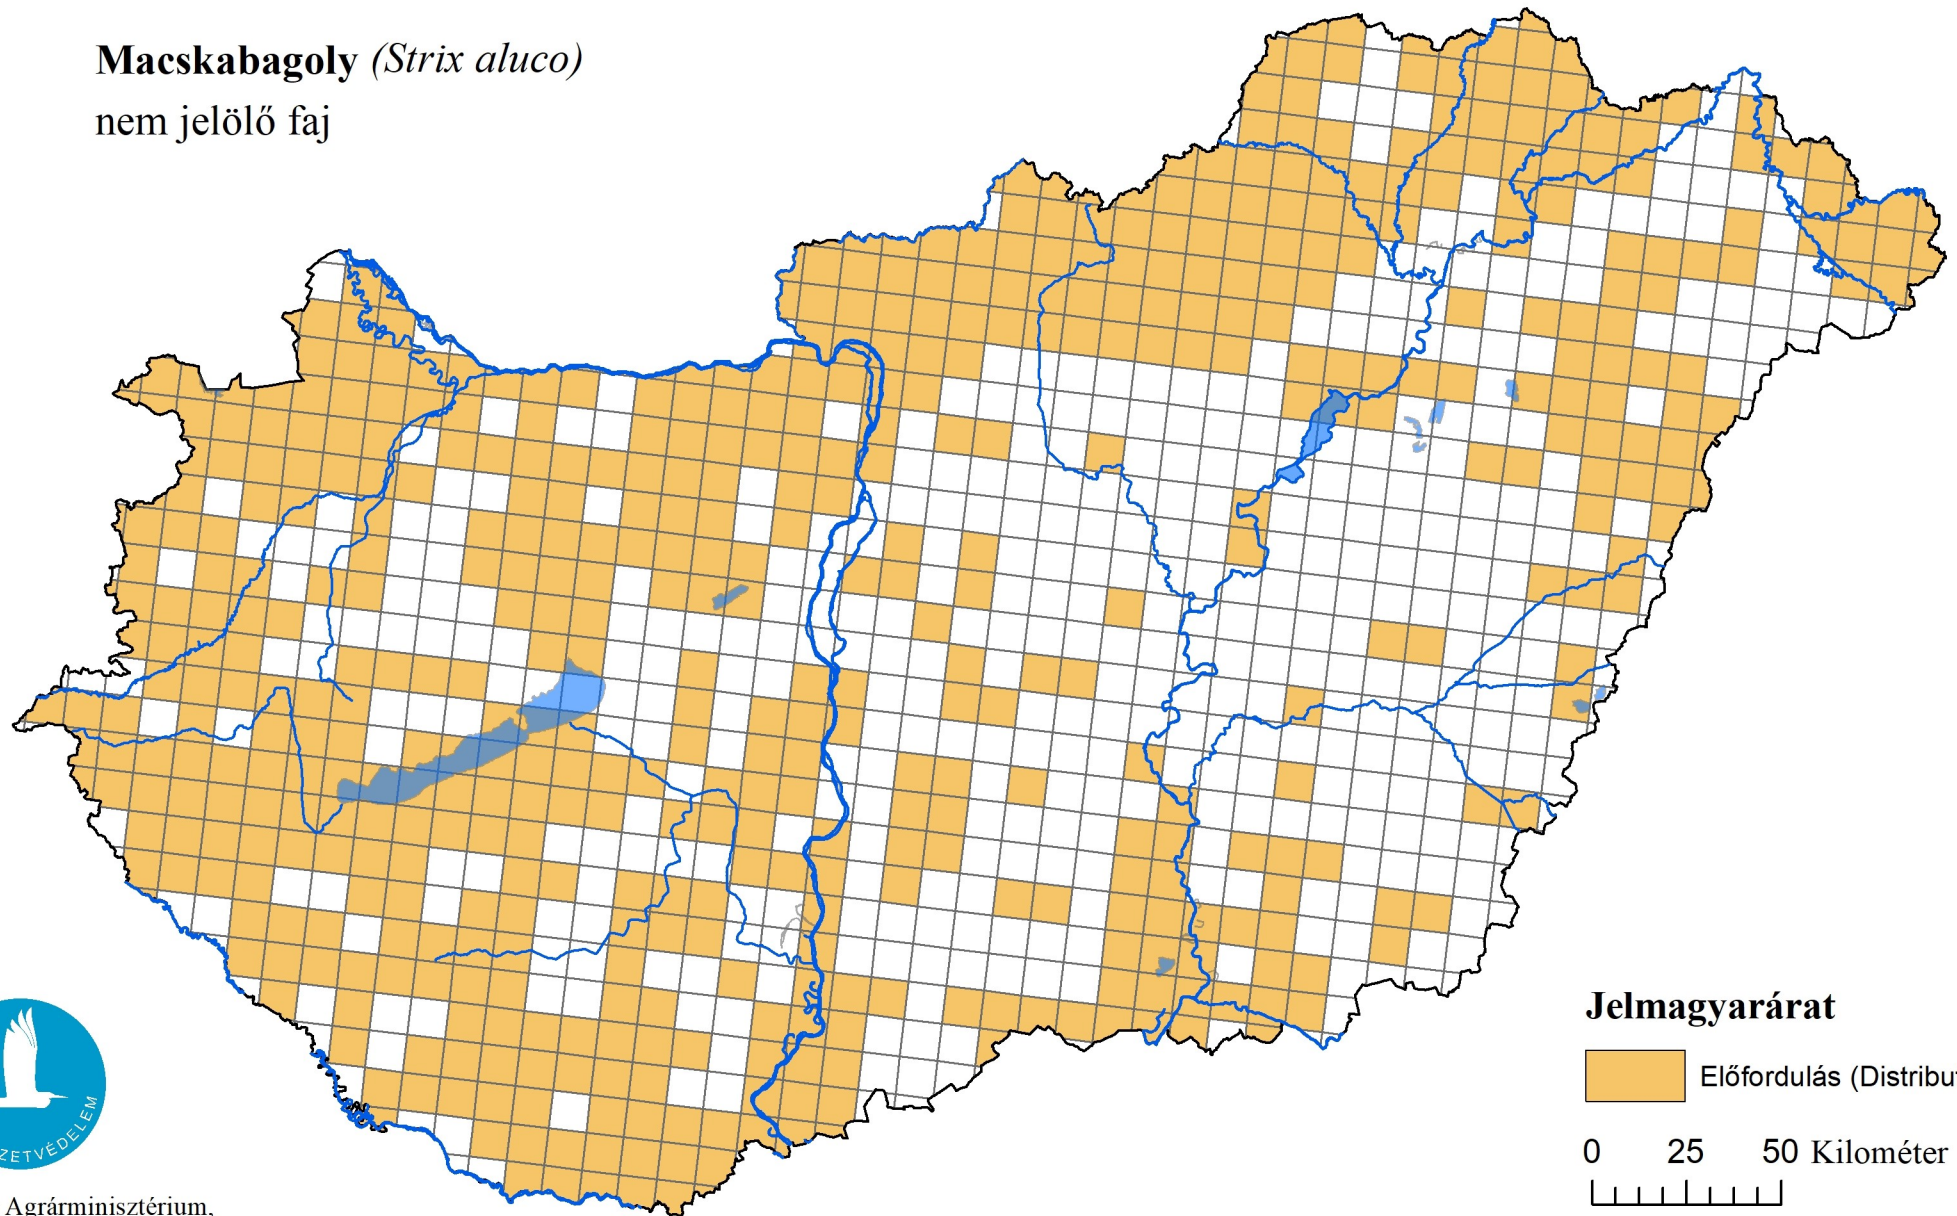 Macskabagoly (Strix aluco)
nem jelölő faj
Jelmagyarárat
Előfordulás (Distribu
0 25 50 Kilométer
ZETVÉDELEM
Agrárminisztérium,